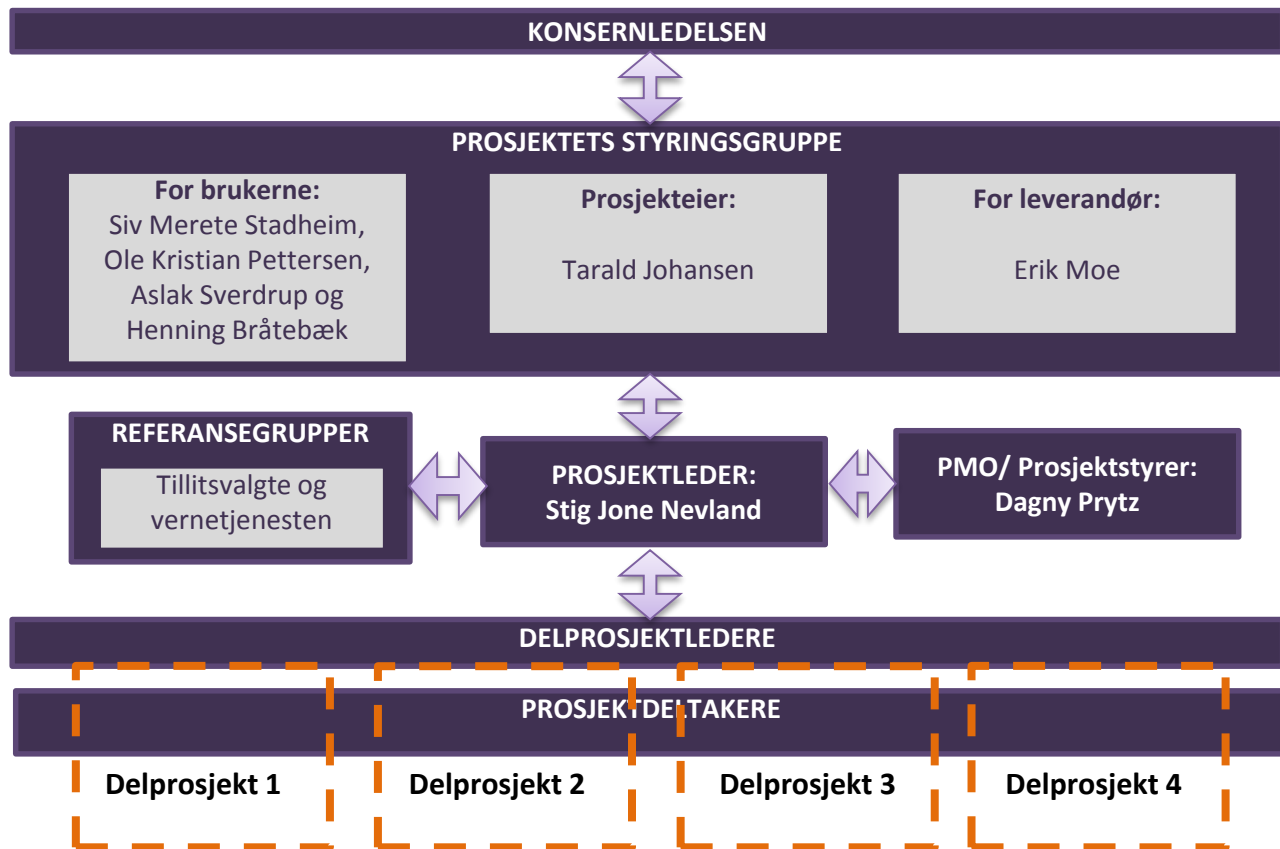 KONSERNLEDELSEN
PROSJEKTETS STYRINGSGRUPPE
For brukerne:
Siv Merete Stadheim,
Ole Kristian Pettersen,
Aslak Sverdrup og
Henning Bråtebæk
Prosjekteier:
Tarald Johansen
For leverandør:
Erik Moe
REFERANSEGRUPPER
Tillitsvalgte og
vernetjenesten
PROSJEKTLEDER:
Stig Jone Nevland
PMO/ Prosjektstyrer:
Dagny Prytz
DELPROSJEKTLEDERE
PROSJEKTDELTAKERE
Delprosjekt 1
Delprosjekt 2
Delprosjekt 3
Delprosjekt 4